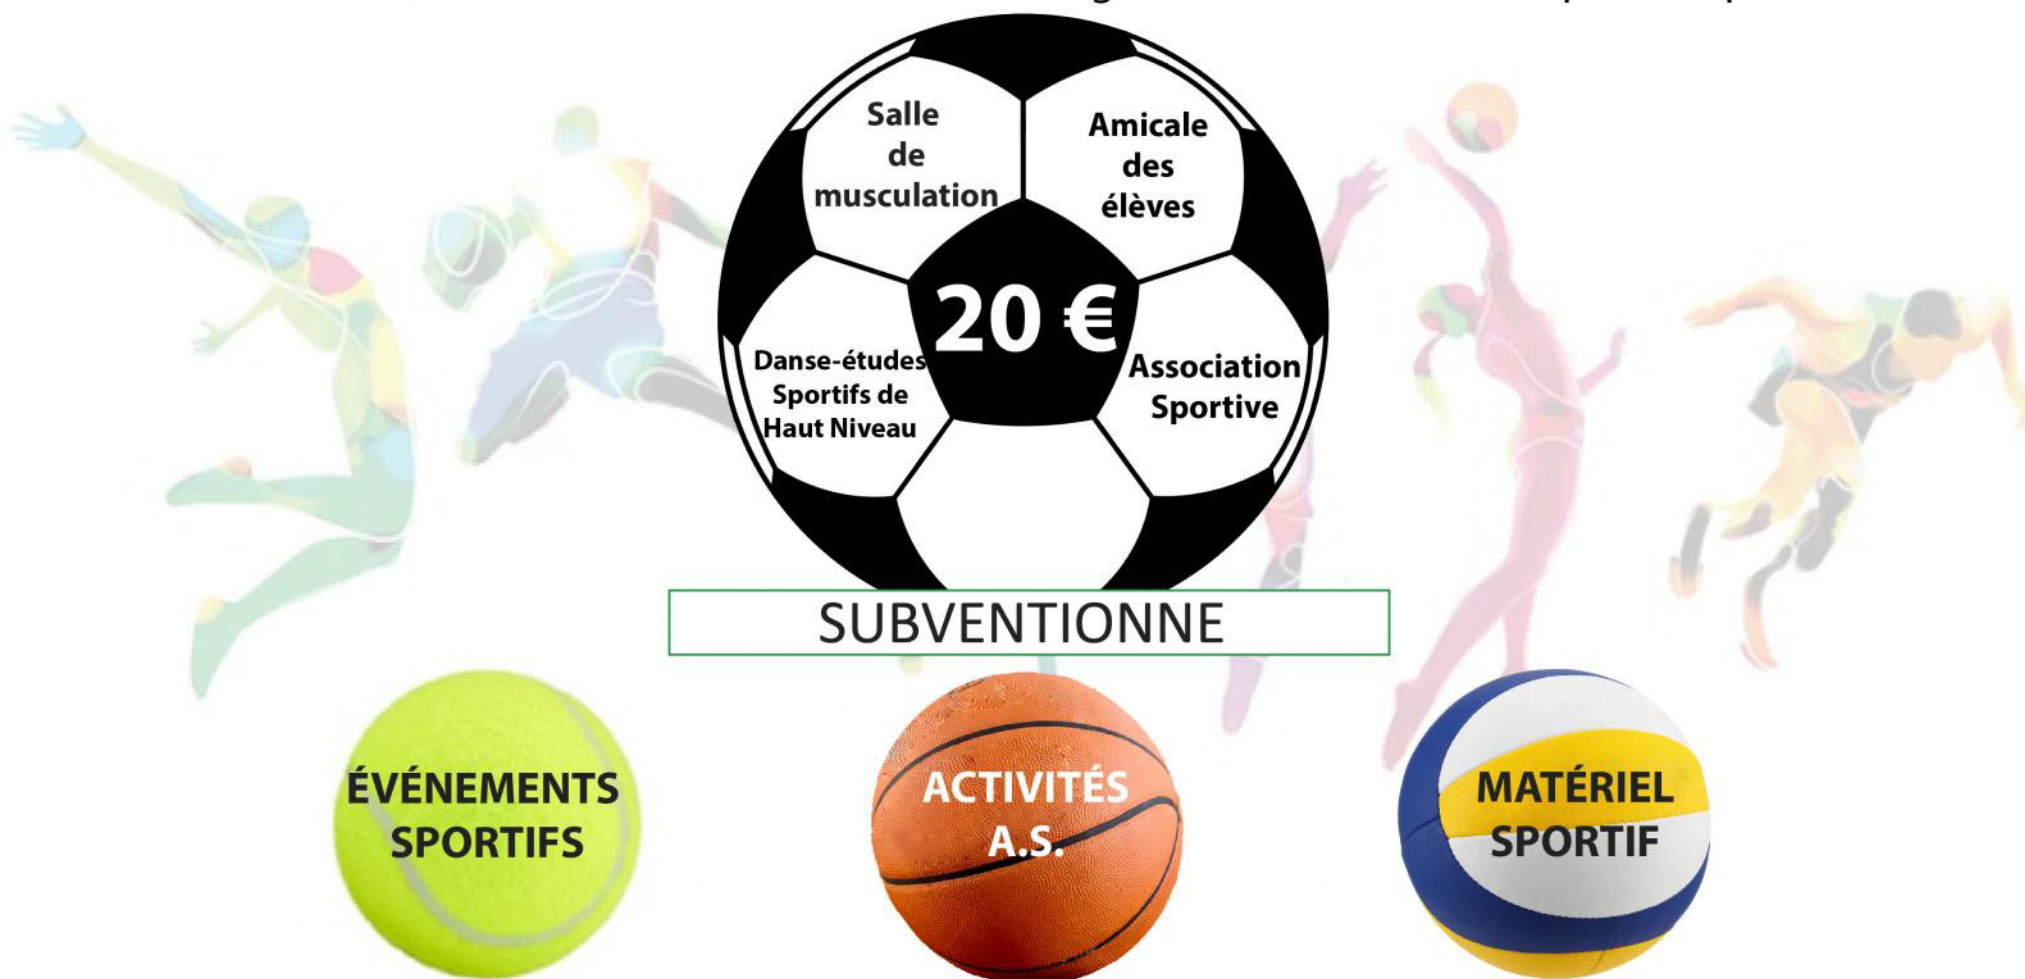 Salle
de
musculation
Amicale
des
élèves
20 €
Danse-études
Sportifs de
Haut Niveau
Association
Sportive
SUBVENTIONNE
ÉVÉNEMENTS
SPORTIFS
ACTIVITÉS
A.S.
MATÉRIEL
SPORTIF